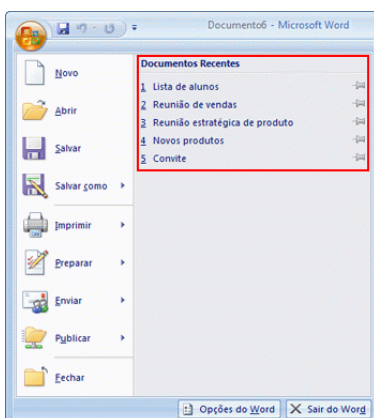 Documento6 - Microsoft Word
Novo
Abrir
Salvar
Salvar como
Imprimir
Preparar
Enviar
Publicar
Fechar
Documentos Recentes
1 Lista de alunos
2 Reunião de vendas
3 Reunião estratégica de produto
4 Novos produtos
5 Convite
Opções do Word
Sair do Word